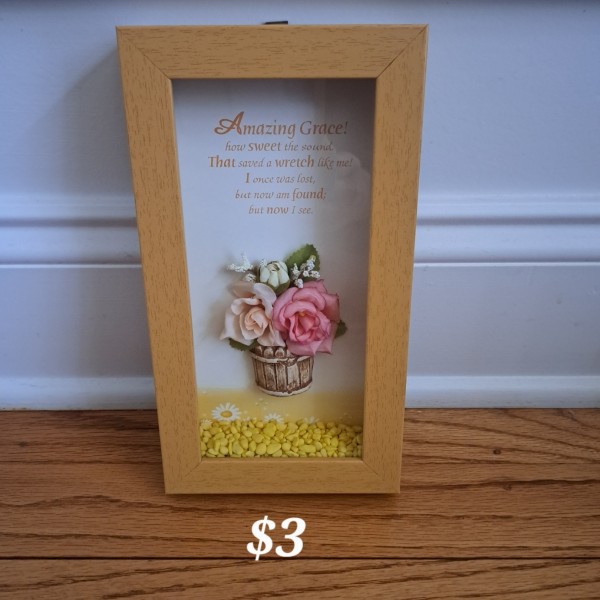 Amazing Grace!
how sweet the sound
That saved a wretch like me!
I once was lost,
but now am found;
but now I see.
$3